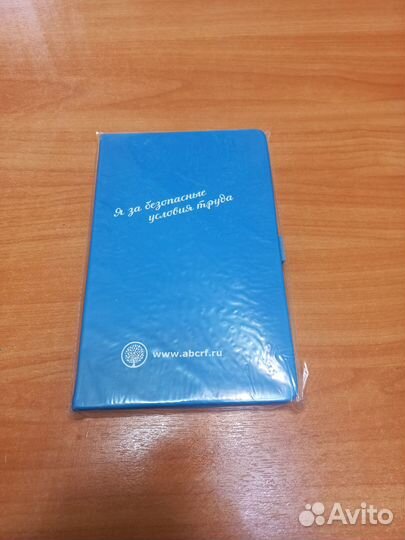 Я за безопасные
условия труда
www.abcrf.ru
Avito